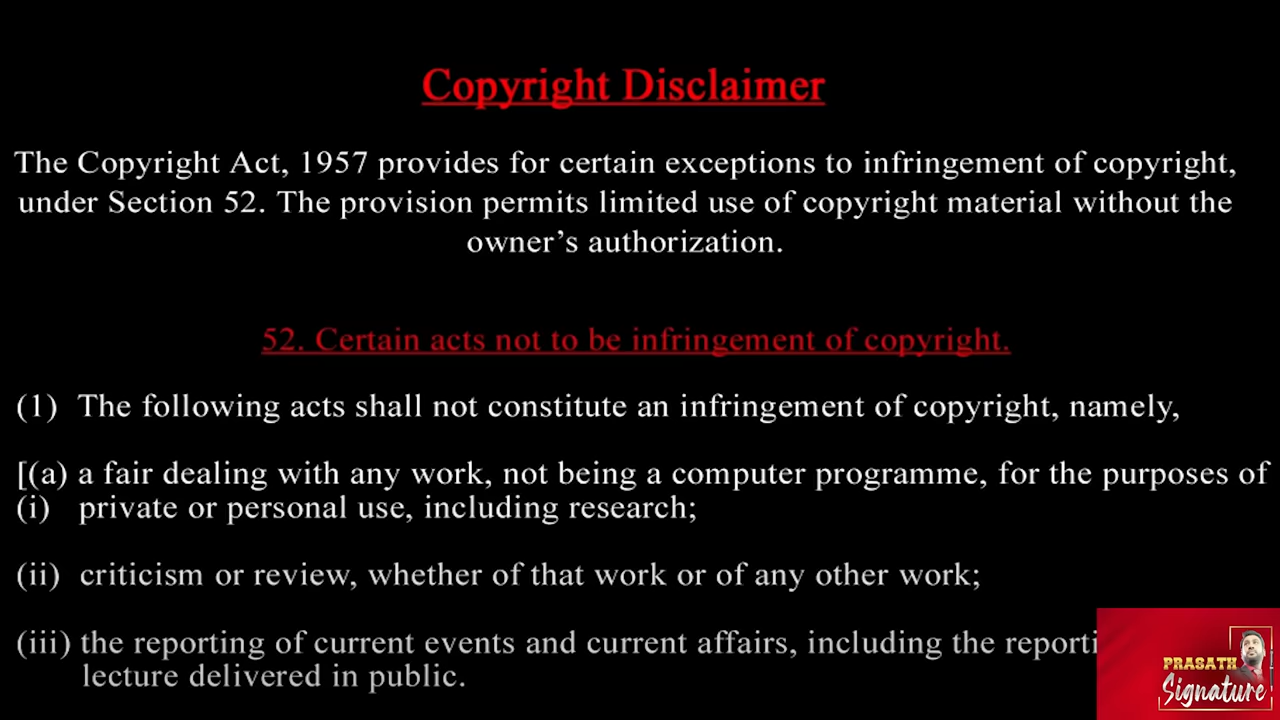 Copyright Disclaimer
The Copyright Act, 1957 provides for certain exceptions to infringement of copyright,
under Section 52. The provision permits limited use of copyright material without the
owner’s authorization.
52. Certain acts not to be infringement of copyright.
(1) The following acts shall not constitute an infringement of copyright, namely,
[(a) a fair dealing with any work, not being a computer programme, for the purposes of
(i) private or personal use, including research;
(ii) criticism or review, whether of that work or of any other work;
(iii) the reporting of current events and current affairs, including the reporti
lecture delivered in public.
PRASATH
Signature